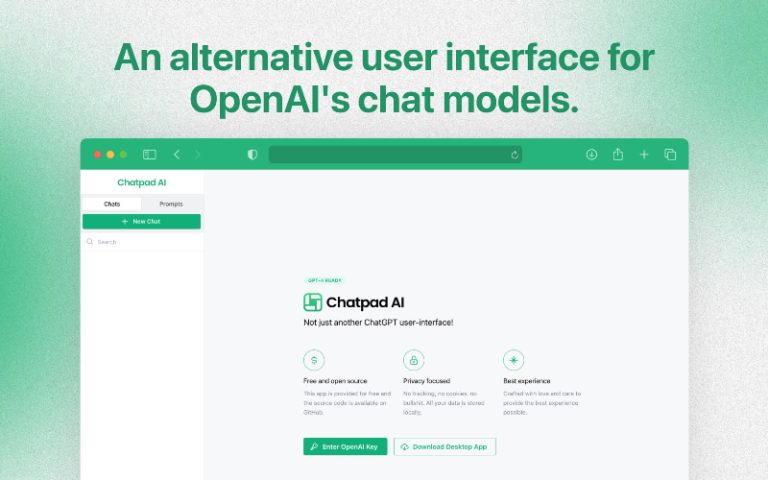 An alternative user interface for
OpenAI's chat models.
Chatpad AI
Chats Prompts
+ New Chat
Search
GPT-4 READY
Chatpad AI
Not just another ChatGPT user-interface!
Free and open source
This app is provided for free and
the source code is available on
GitHub.
Privacy focused
No tracking, no cookies, no
bullshit. All your data is stored
locally.
Best experience
Crafted with love and care to
provide the best experience
possible.
Enter OpenAI Key
Download Desktop App